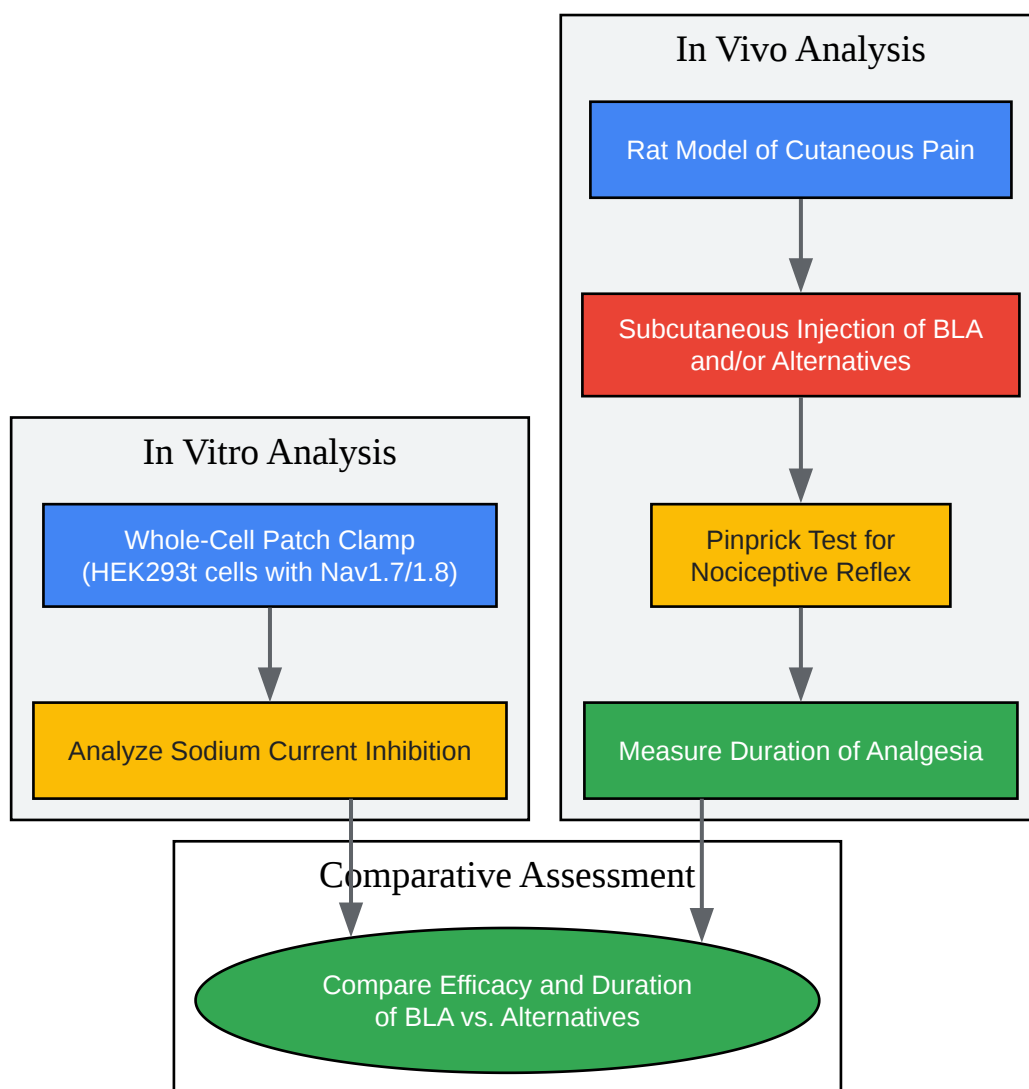 In Vivo Analysis
Rat Model of Cutaneous Pain
Subcutaneous Injection of BLA
and/or Alternatives
Pinprick Test for
Nociceptive Reflex
Measure Duration of Analgesia
In Vitro Analysis
Whole-Cell Patch Clamp
(HEK293t cells with Nav1.7/1.8)
Analyze Sodium Current Inhibition
Comparative Assessment
Compare Efficacy and Duration
of BLA vs. Alternatives